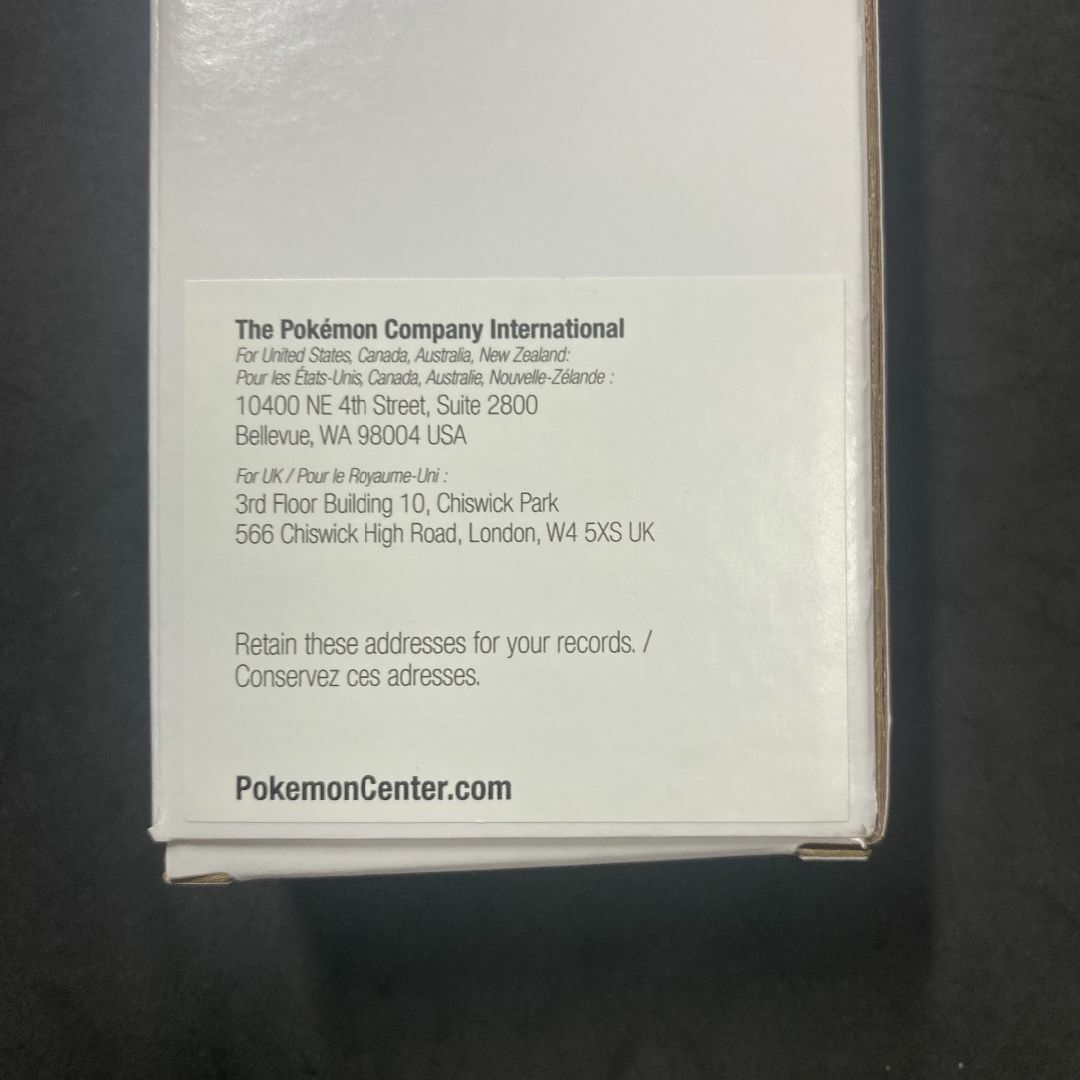 The Pokémon Company International
For United States, Canada, Australia, New Zealand:
Pour les États-Unis, Canada, Australie, Nouvelle-Zélande :
10400 NE 4th Street, Suite 2800
Bellevue, WA 98004 USA
For UK / Pour le Royaume-Uni :
3rd Floor Building 10, Chiswick Park
566 Chiswick High Road, London, W4 5XS UK
Retain these addresses for your records. /
Conservez ces adresses.
PokemonCenter.com